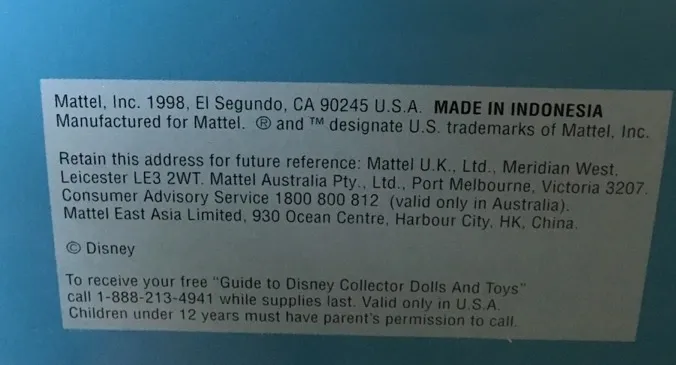 Mattel, Inc. 1998, El Segundo, CA 90245 U.S.A. MADE IN INDONESIA
Manufactured for Mattel. ® and ™ designate U.S. trademarks of Mattel, Inc.
Retain this address for future reference: Mattel U.K., Ltd., Meridian West,
Leicester LE3 2WT. Mattel Australia Pty., Ltd., Port Melbourne, Victoria 3207.
Consumer Advisory Service 1800 800 812 (valid only in Australia).
Mattel East Asia Limited, 930 Ocean Centre, Harbour City, HK, China.
© Disney
To receive your free "Guide to Disney Collector Dolls And Toys"
call 1-888-213-4941 while supplies last. Valid only in U.S.A.
Children under 12 years must have parent's permission to call.